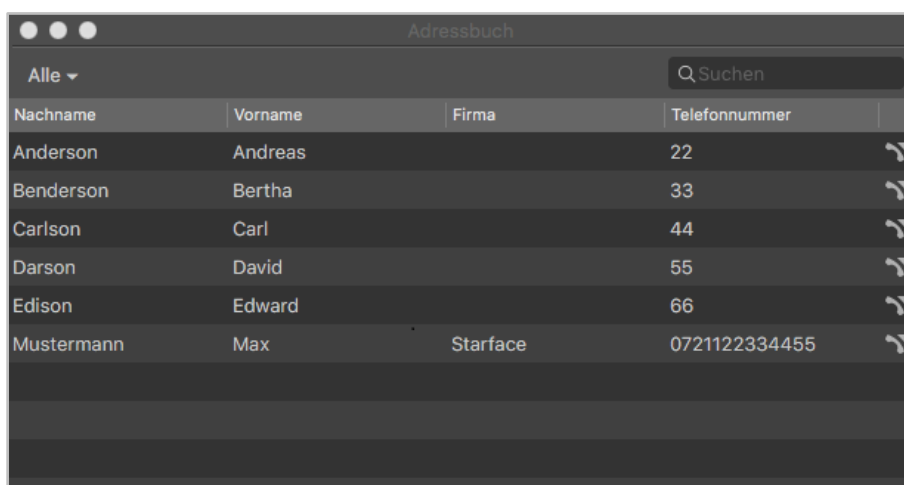 Adressbuch
Alle Suchen
Nachname Vorname Firma Telefonnummer
Anderson Andreas 22
Benderson Bertha 33
Carlson Carl 44
Darson David 55
Edison Edward 66
Mustermann Max Starface 0721122334455